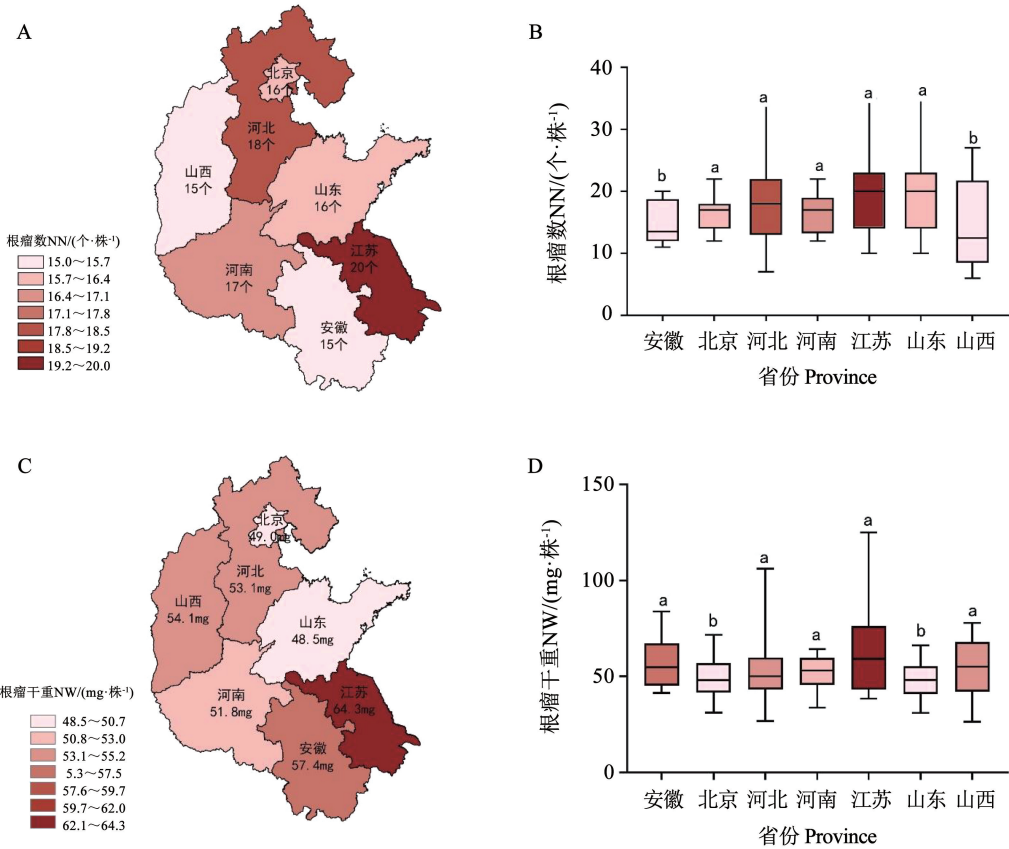 A
北京
16个
河北
18个
山西
15个
山东
16个
江苏
20个
河南
17个
安徽
15个
根瘤数NN/(个·株-1)
15.0～15.7
15.7～16.4
16.4～17.1
17.1～17.8
17.8～18.5
18.5～19.2
19.2～20.0
B
根瘤数NN/(个·株-1)
40
30
20
10
0
b
a
a
a
a
a
b
安徽 北京 河北 河南 江苏 山东 山西
省份 Province
C
北京
49.0mg
河北
53.1mg
山西
54.1mg
山东
48.5mg
河南
51.8mg
江苏
64.3mg
安徽
57.4mg
根瘤干重NW/(mg·株-1)
48.5～50.7
50.8～53.0
53.1～55.2
5.3～57.5
57.6～59.7
59.7～62.0
62.1～64.3
D
根瘤干重NW/(mg·株-1)
150
100
50
0
a
b
a
a
a
b
a
安徽 北京 河北 河南 江苏 山东 山西
省份 Province